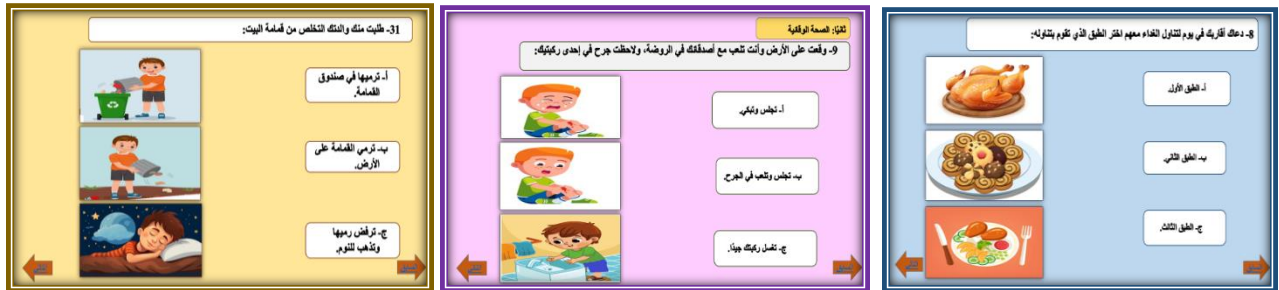 8- دعاك أقاربك في يوم لتناول الغداء معهم اختر الطبق الذي تقوم بتناوله:
أ- الطبق الأول.
ب- الطبق الثاني.
ج- الطبق الثالث.
ثانيًا: الصحة الوقائية
9- وقعت على الأرض وأنت تلعب مع أصدقائك في الروضة، ولاحظت جرح في إحدى ركبتيك:
أ- تجلس وتبكي.
ب- تجلس وتلعب في الجرح.
ج- تغسل ركبتك جيدًا.
31- طلبت منك والدتك التخلص من قمامة البيت:
أ- ترميها في صندوق
القمامة.
ب- ترمي القمامة على
الأرض.
ج- ترفض رميها
وتذهب للنوم.